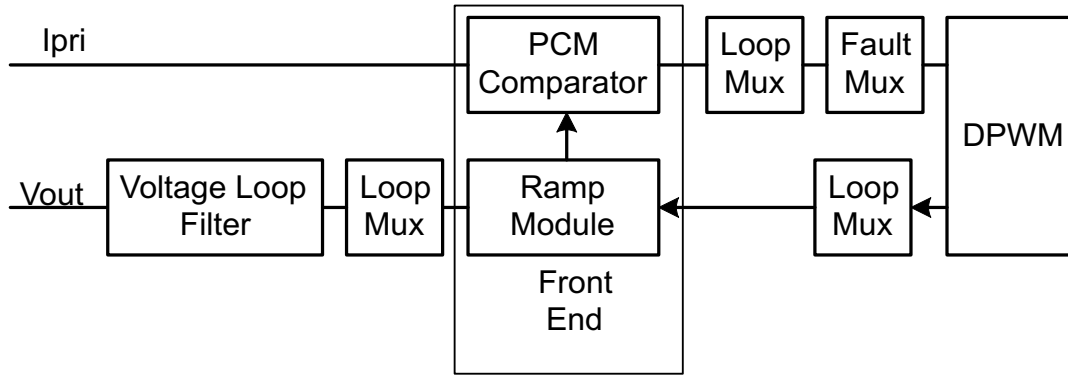 Ipri
PCM
Comparator
Loop
Mux
Fault
Mux
DPWM
Vout
Voltage Loop
Filter
Loop
Mux
Ramp
Module
Loop
Mux
Front
End